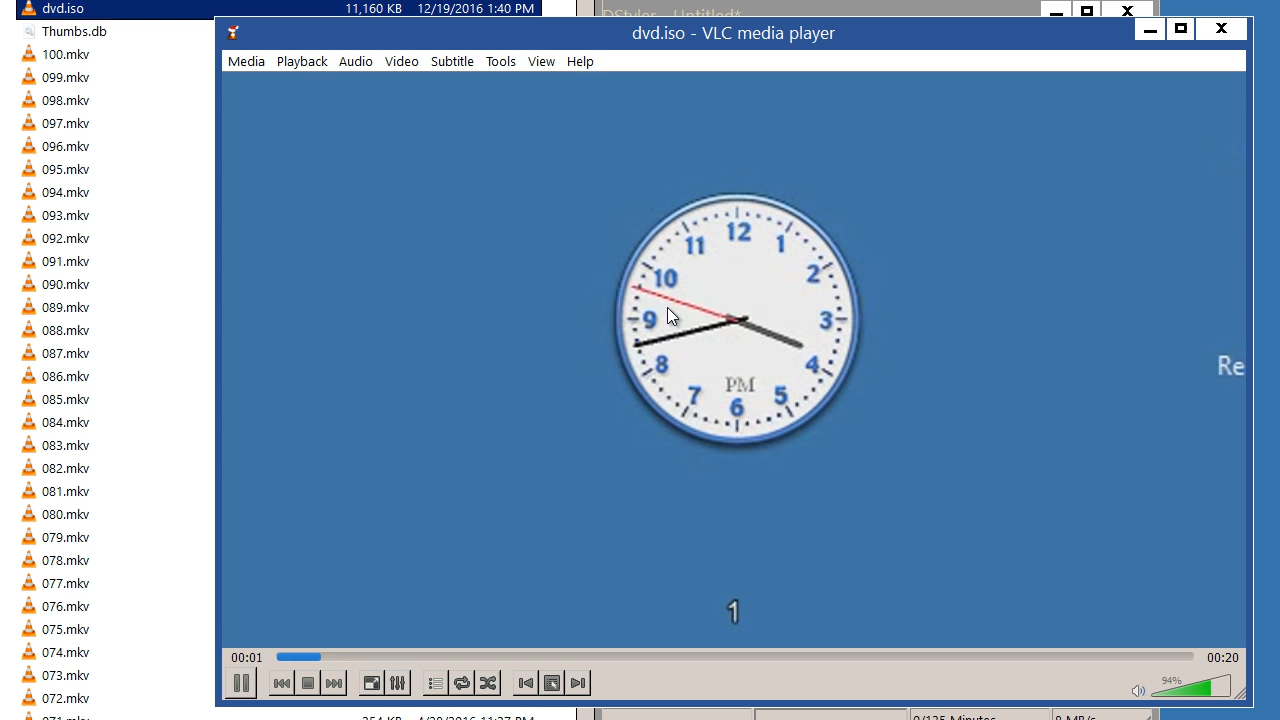 dvd.iso 11,160 KB 12/19/2016 1:40 PM
DStyler - Untitled*
Thumbs.db
dvd.iso - VLC media player
100.mkv
Media Playback Audio Video Subtitle Tools View Help
099.mkv
098.mkv
097.mkv
096.mkv
095.mkv
094.mkv
093.mkv
092.mkv
091.mkv
090.mkv
089.mkv
088.mkv
087.mkv
086.mkv
085.mkv
084.mkv
083.mkv
082.mkv
081.mkv
080.mkv
079.mkv
078.mkv
077.mkv
076.mkv
075.mkv
074.mkv
073.mkv
072.mkv
12
11 1
10 2
9 3
8 4
PM
7 5
6
Re
1
00:01 00:20
94%